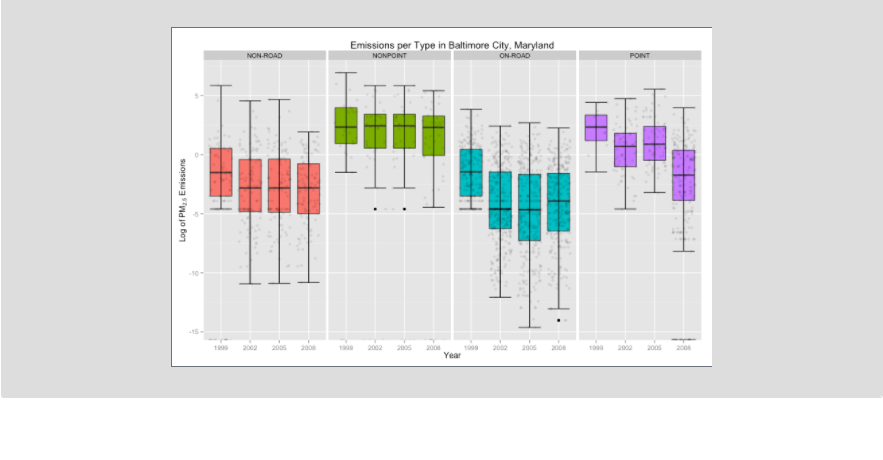 Emissions per Type in Baltimore City, Maryland
NON-ROAD NONPOINT ON-ROAD POINT
5
0
-5
-10
-15
Log of PM2.5 Emissions
1999 2002 2005 2008 1999 2002 2005 2008 1999 2002 2005 2008 1999 2002 2005 2008
Year